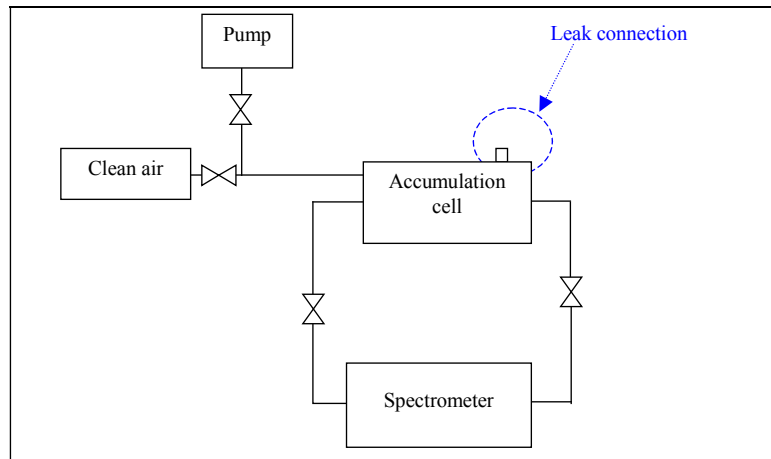 Pump
Leak connection
Clean air
Accumulation
cell
Spectrometer